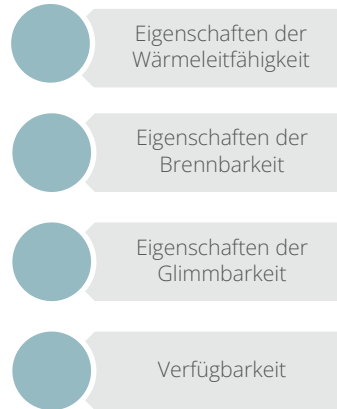 Eigenschaften der
Wärmeleitfähigkeit
Eigenschaften der
Brennbarkeit
Eigenschaften der
Glimmbarkeit
Verfügbarkeit